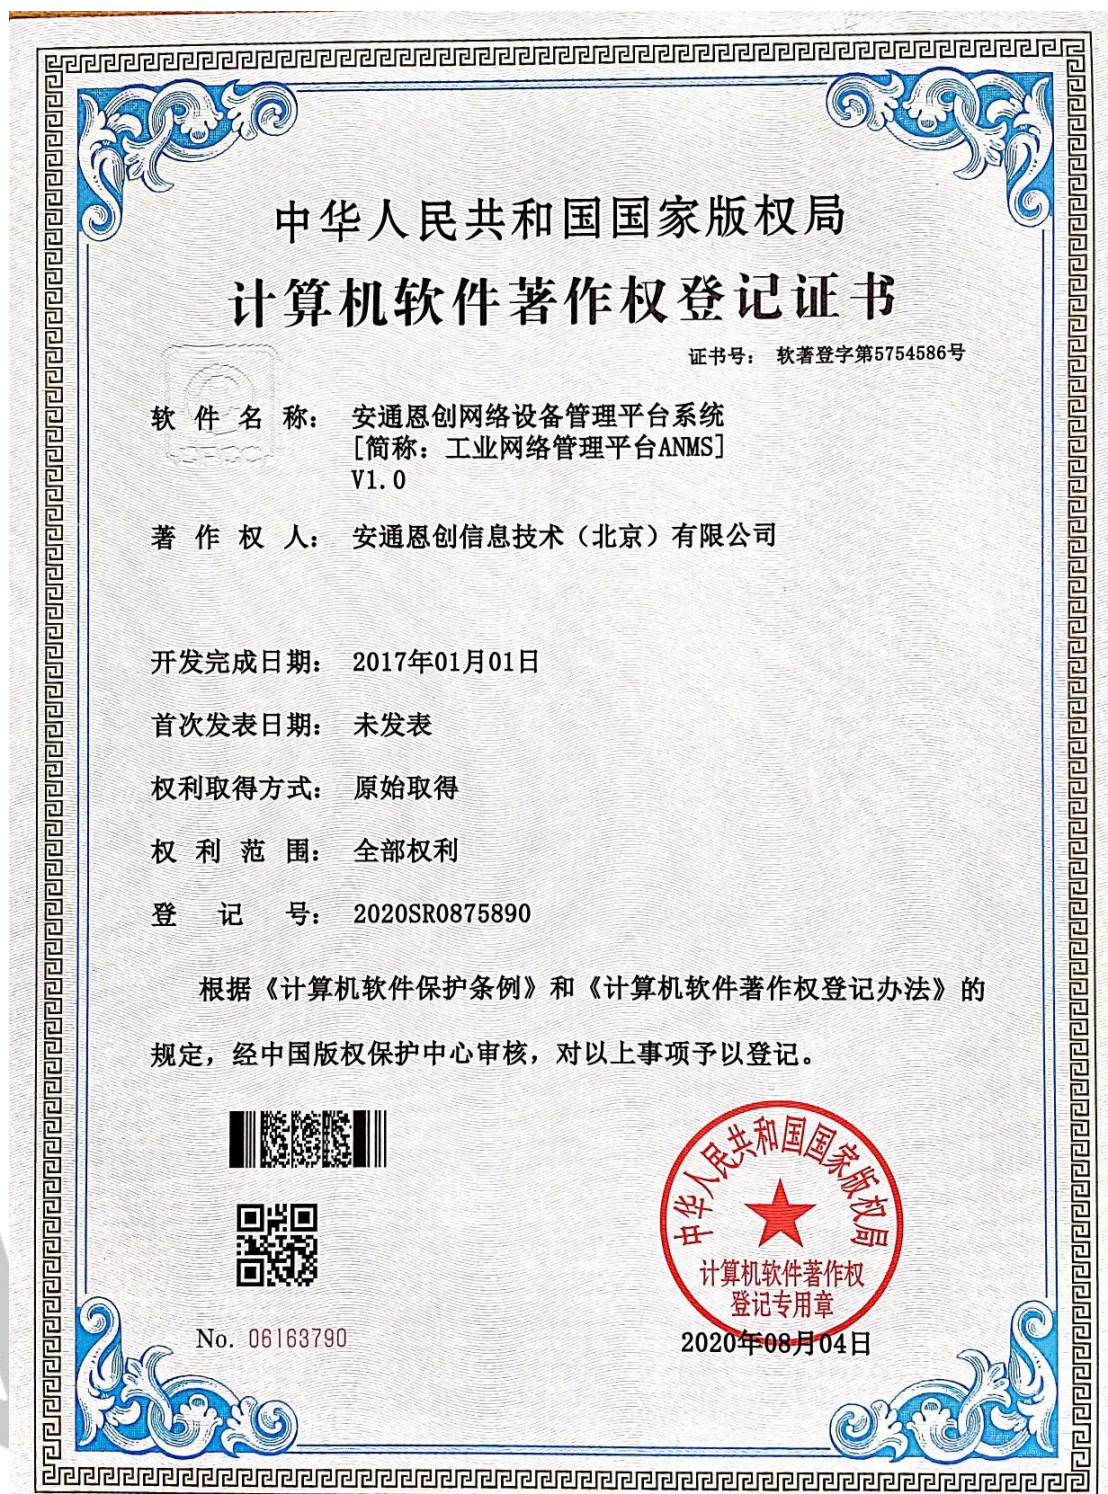 中华人民共和国国家版权局
计算机软件著作权登记证书
证书号： 软著登字第5754586号
软件名称： 安通恩创网络设备管理平台系统
[简称：工业网络管理平台ANMS]
V1.0
著作权人： 安通恩创信息技术（北京）有限公司
开发完成日期： 2017年01月01日
首次发表日期： 未发表
权利取得方式： 原始取得
权利范围： 全部权利
登记号： 2020SR0875890
根据《计算机软件保护条例》和《计算机软件著作权登记办法》的
规定，经中国版权保护中心审核，对以上事项予以登记。
中华人民共和国国家版权局
计算机软件著作权
登记专用章
No. 06163790
2020年08月04日